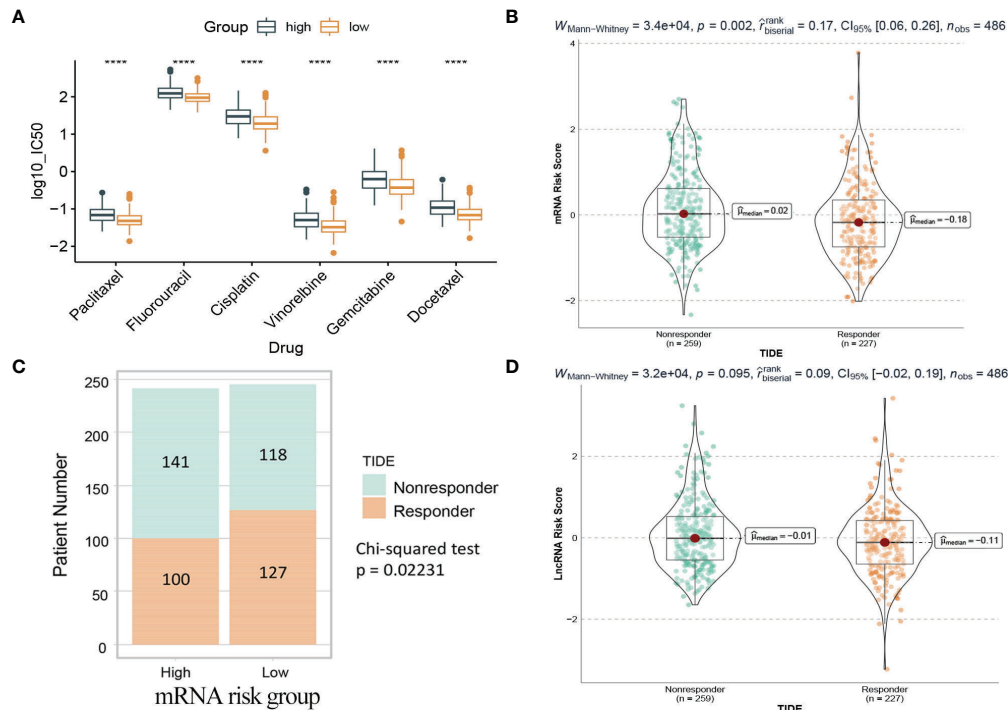 A
Group high low
**** **** **** **** **** ****
log10_IC50
2
1
0
−1
−2
Paclitaxel
Fluorouracil
Cisplatin
Vinorelbine
Gemcitabine
Docetaxel
Drug
B
W Mann−Whitney = 3.4e+04, p = 0.002, r̂ rank biserial = 0.17, CI95% [0.06, 0.26], n obs = 486
mRNA Risk Score
4
2
0
−2
μ̂median = 0.02
μ̂median = −0.18
Nonresponder
(n = 259)
Responder
(n = 227)
TIDE
C
Patient Number
250
200
150
100
50
0
141
118
100
127
High
Low
mRNA risk group
TIDE
Nonresponder
Responder
Chi-squared test
p = 0.02231
D
W Mann−Whitney = 3.2e+04, p = 0.095, r̂ rank biserial = 0.09, CI95% [−0.02, 0.19], n obs = 486
LncRNA Risk Score
2
0
−2
μ̂median = −0.01
μ̂median = −0.11
Nonresponder
(n = 259)
Responder
(n = 227)
TIDE